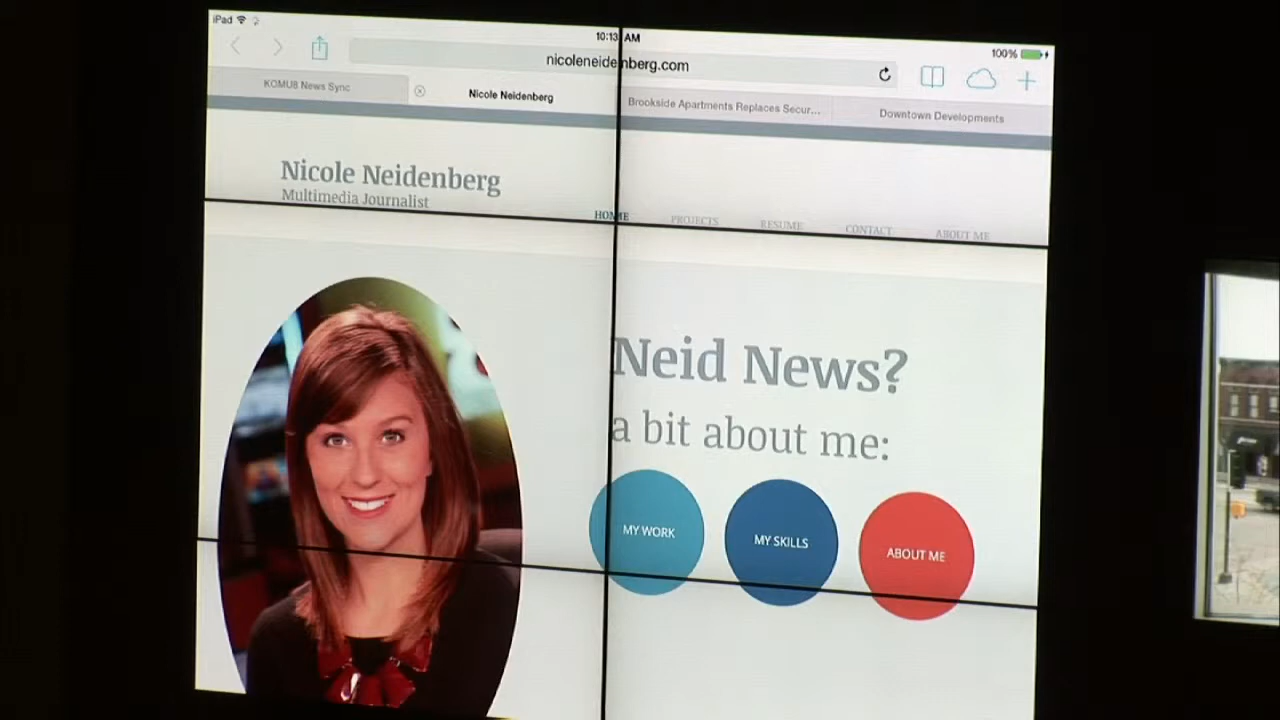 iPad
10:13 AM
100%
nicoleneidenberg.com
KOMU8 News Sync
Nicole Neidenberg
Brookside Apartments Replaces Secur...
Downtown Developments
Nicole Neidenberg
Multimedia Journalist
HOME
PROJECTS
RESUME
CONTACT
ABOUT ME
Neid News?
a bit about me:
MY WORK
MY SKILLS
ABOUT ME